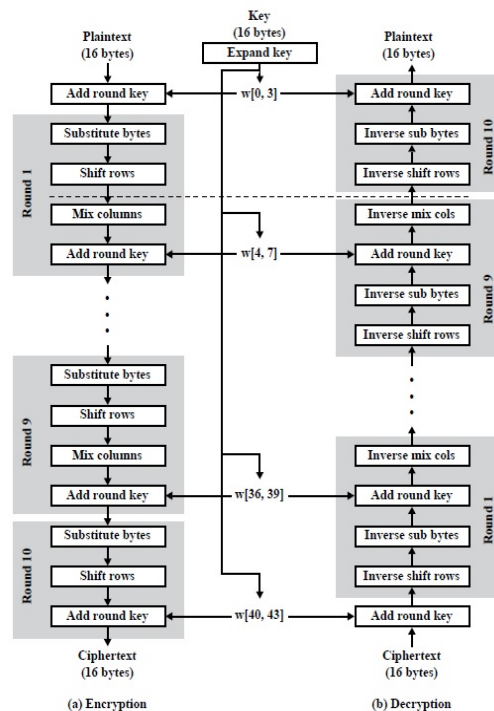 Plaintext
(16 bytes)
Add round key
Substitute bytes
Shift rows
Mix columns
Add round key
Round 1
Substitute bytes
Shift rows
Mix columns
Add round key
Round 9
Substitute bytes
Shift rows
Add round key
Round 10
Ciphertext
(16 bytes)
(a) Encryption
Key
(16 bytes)
Expand key
w[0, 3]
w[4, 7]
w[36, 39]
w[40, 43]
Plaintext
(16 bytes)
Add round key
Inverse sub bytes
Inverse shift rows
Round 10
Inverse mix cols
Add round key
Inverse sub bytes
Inverse shift rows
Round 9
Inverse mix cols
Add round key
Inverse sub bytes
Inverse shift rows
Round 1
Add round key
Ciphertext
(16 bytes)
(b) Decryption